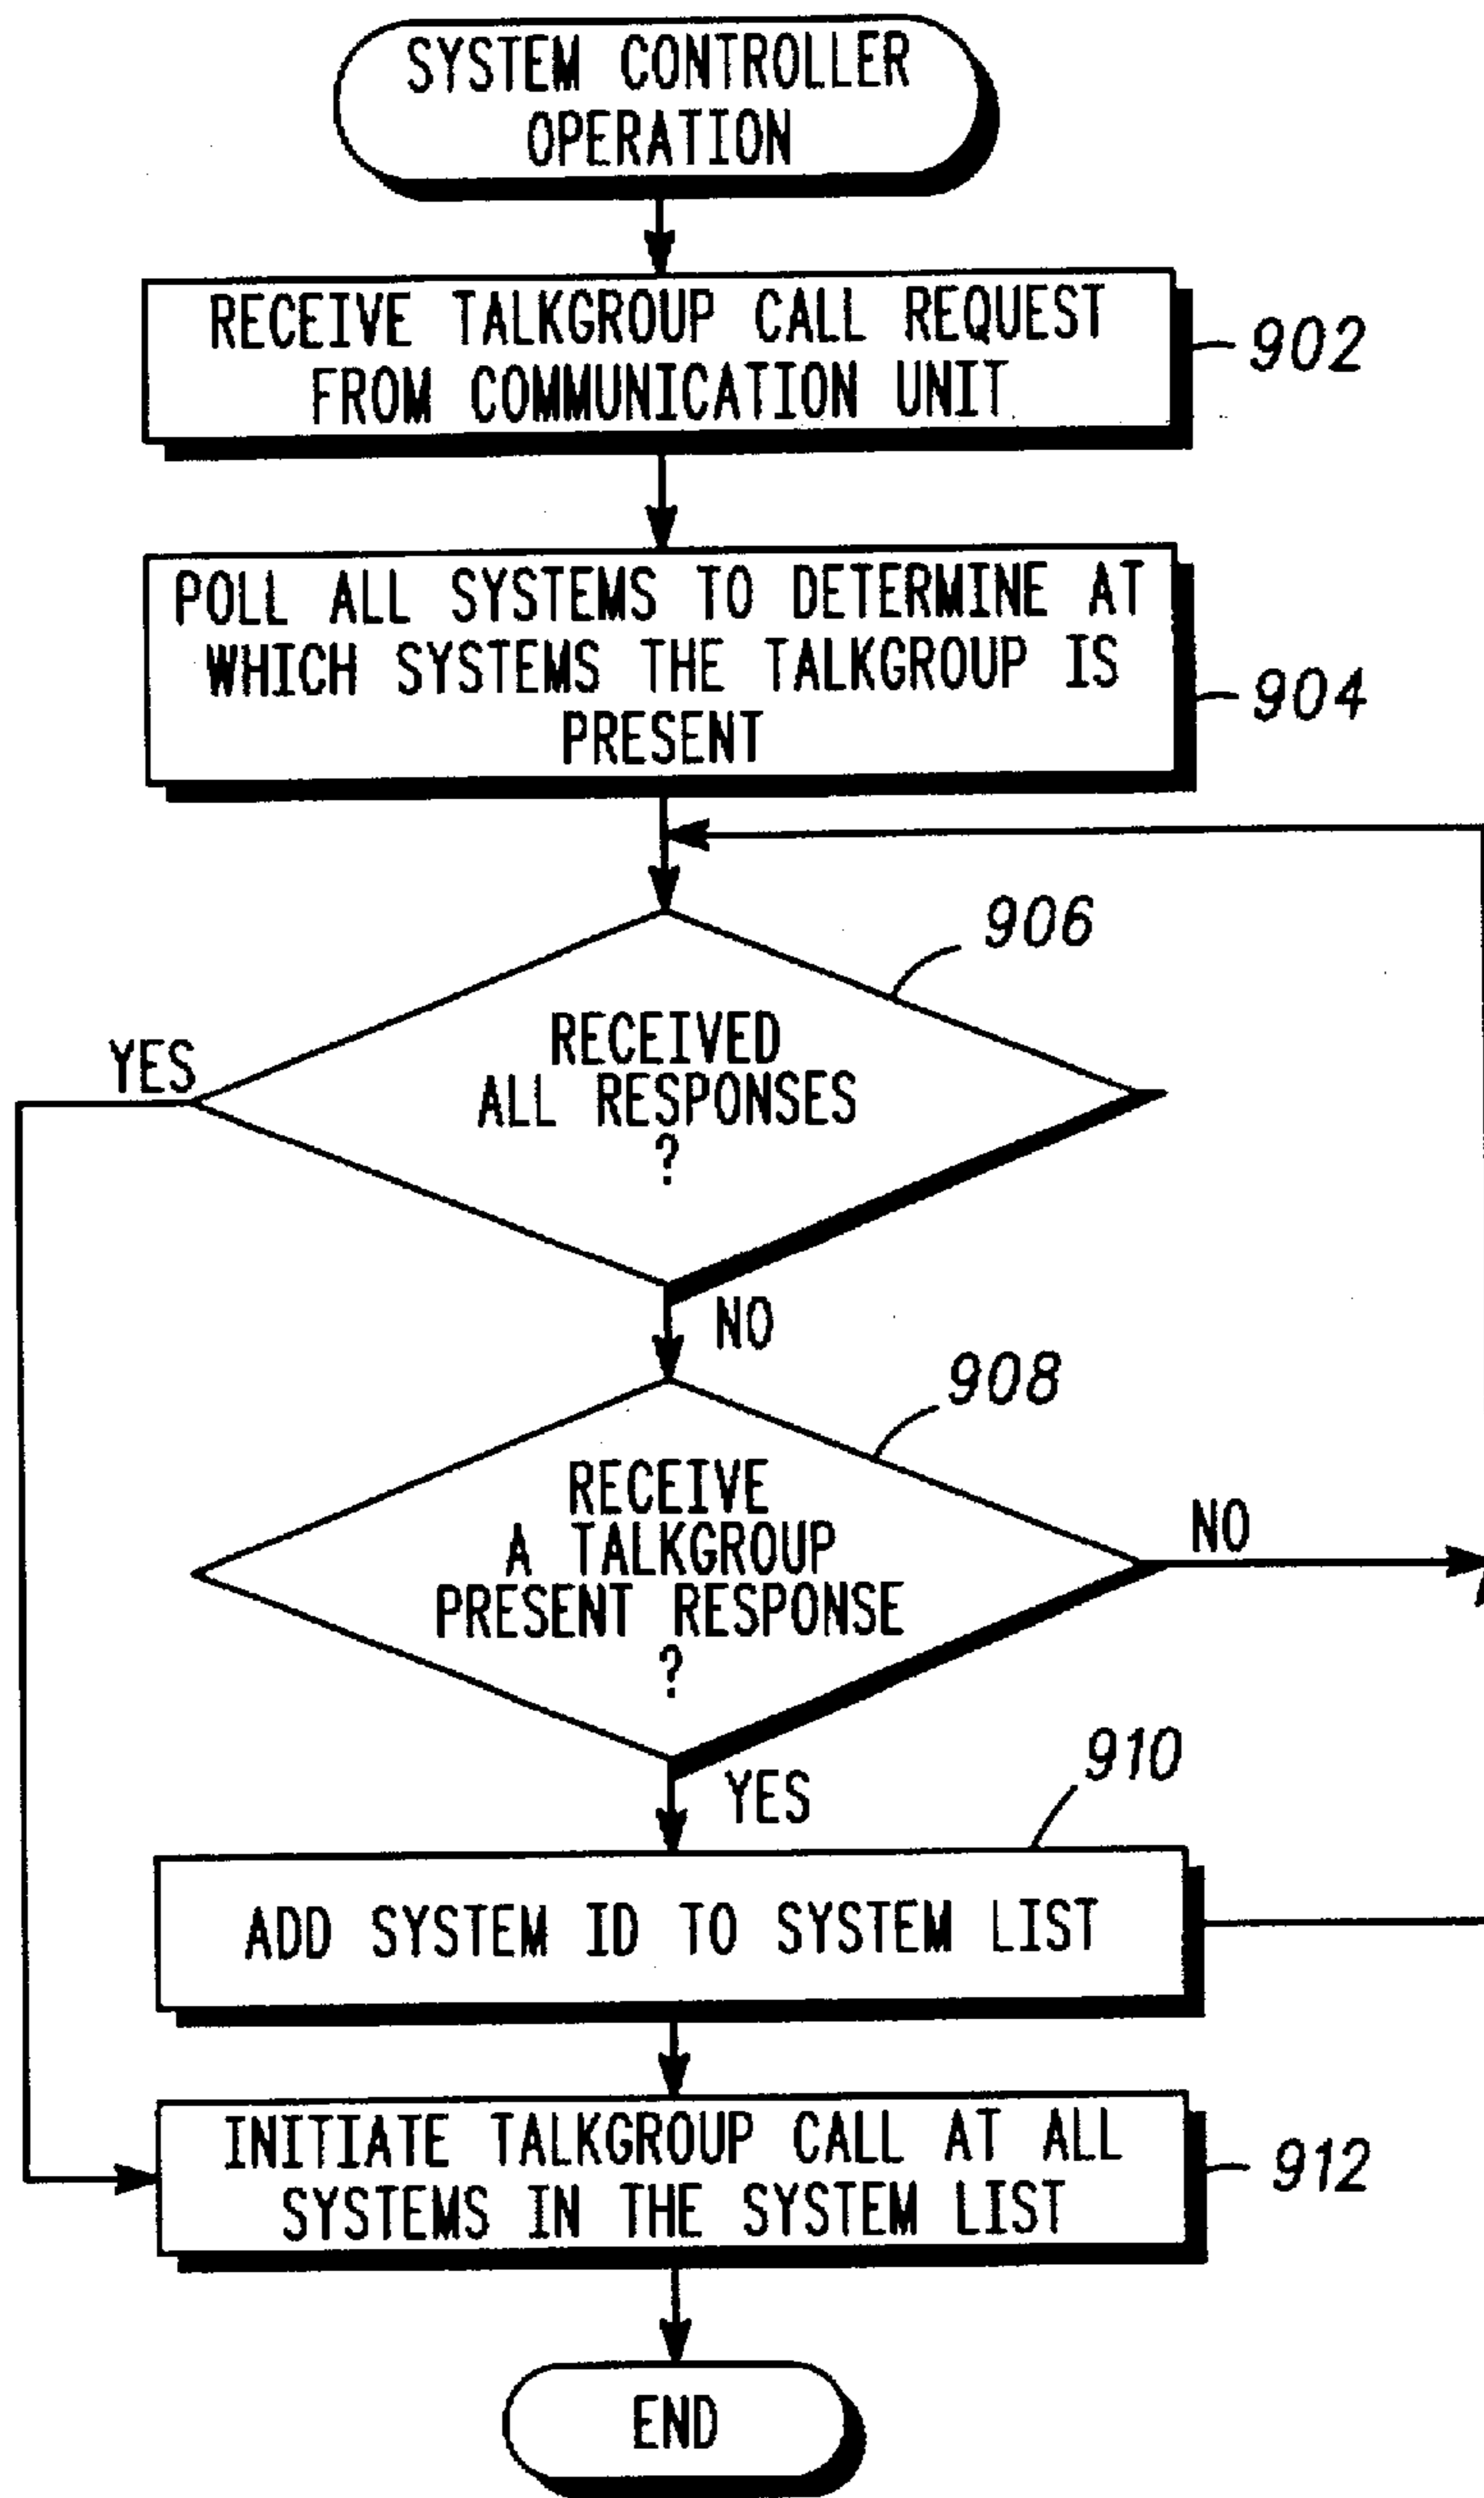 SYSTEM CONTROLLER
OPERATION
RECEIVE TALKGROUP CALL REQUEST
FROM COMMUNICATION UNIT
902
POLL ALL SYSTEMS TO DETERMINE AT
WHICH SYSTEMS THE TALKGROUP IS
PRESENT
904
906
RECEIVED
ALL RESPONSES
?
YES
NO
908
RECEIVE
A TALKGROUP
PRESENT RESPONSE
?
NO
YES
910
ADD SYSTEM ID TO SYSTEM LIST
INITIATE TALKGROUP CALL AT ALL
SYSTEMS IN THE SYSTEM LIST
912
END